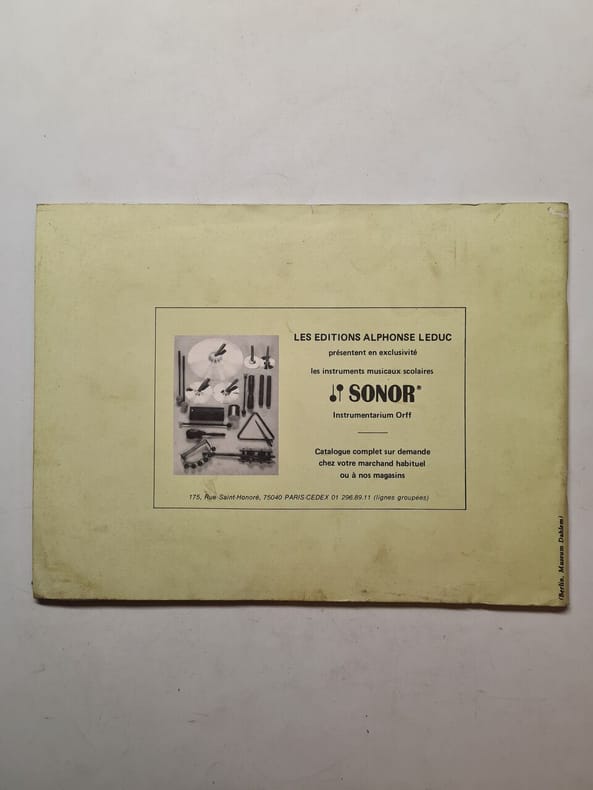 LES EDITIONS ALPHONSE LEDUC
présentent en exclusivité
les instruments musicaux scolaires
SONOR®
Instrumentarium Orff
Catalogue complet sur demande
chez votre marchand habituel
ou à nos magasins
175, Rue Saint-Honoré, 75040 PARIS-CEDEX 01 296.89.11 (lignes groupées)
(Berlin, Museum Dahlem)